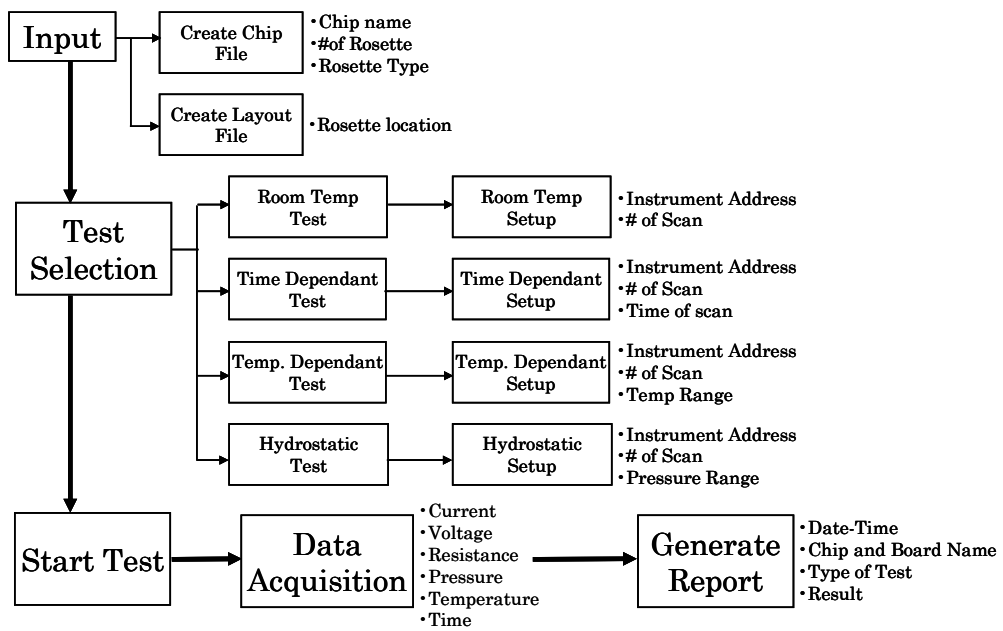 Input
Create Chip
File
·Chip name
·#of Rosette
·Rosette Type
Create Layout
File
·Rosette location
Test
Selection
Room Temp
Test
Room Temp
Setup
·Instrument Address
·# of Scan
Time Dependant
Test
Time Dependant
Setup
·Instrument Address
·# of Scan
·Time of scan
Temp. Dependant
Test
Temp. Dependant
Setup
·Instrument Address
·# of Scan
·Temp Range
Hydrostatic
Test
Hydrostatic
Setup
·Instrument Address
·# of Scan
·Pressure Range
Start Test
Data
Acquisition
·Current
·Voltage
·Resistance
·Pressure
·Temperature
·Time
Generate
Report
·Date-Time
·Chip and Board Name
·Type of Test
·Result